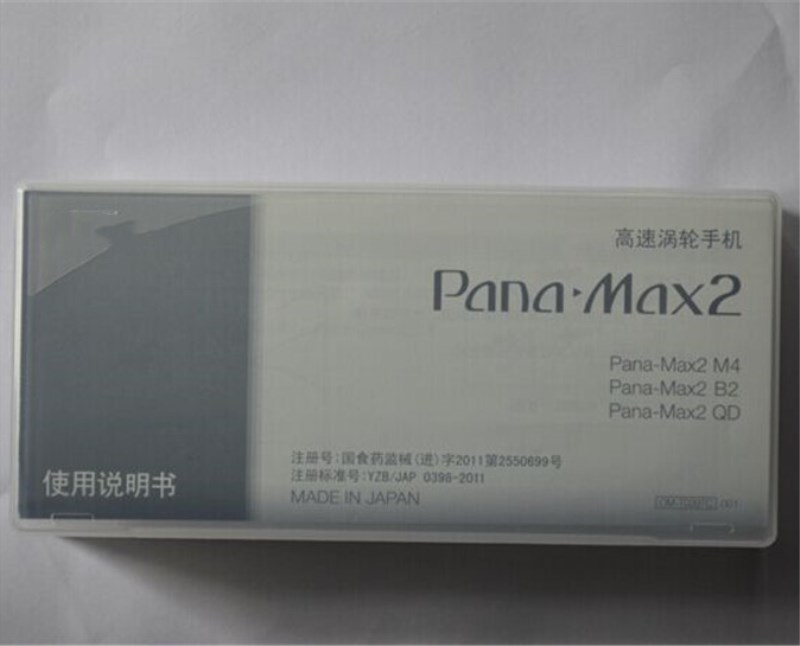 高速涡轮手机
Pana-Max2
Pana-Max2 M4
Pana-Max2 B2
Pana-Max2 QD
注册号:国食药监械(进)字2011第2550699号
注册标准号:YZB/JAP 0398-2011
MADE IN JAPAN
使用说明书
001